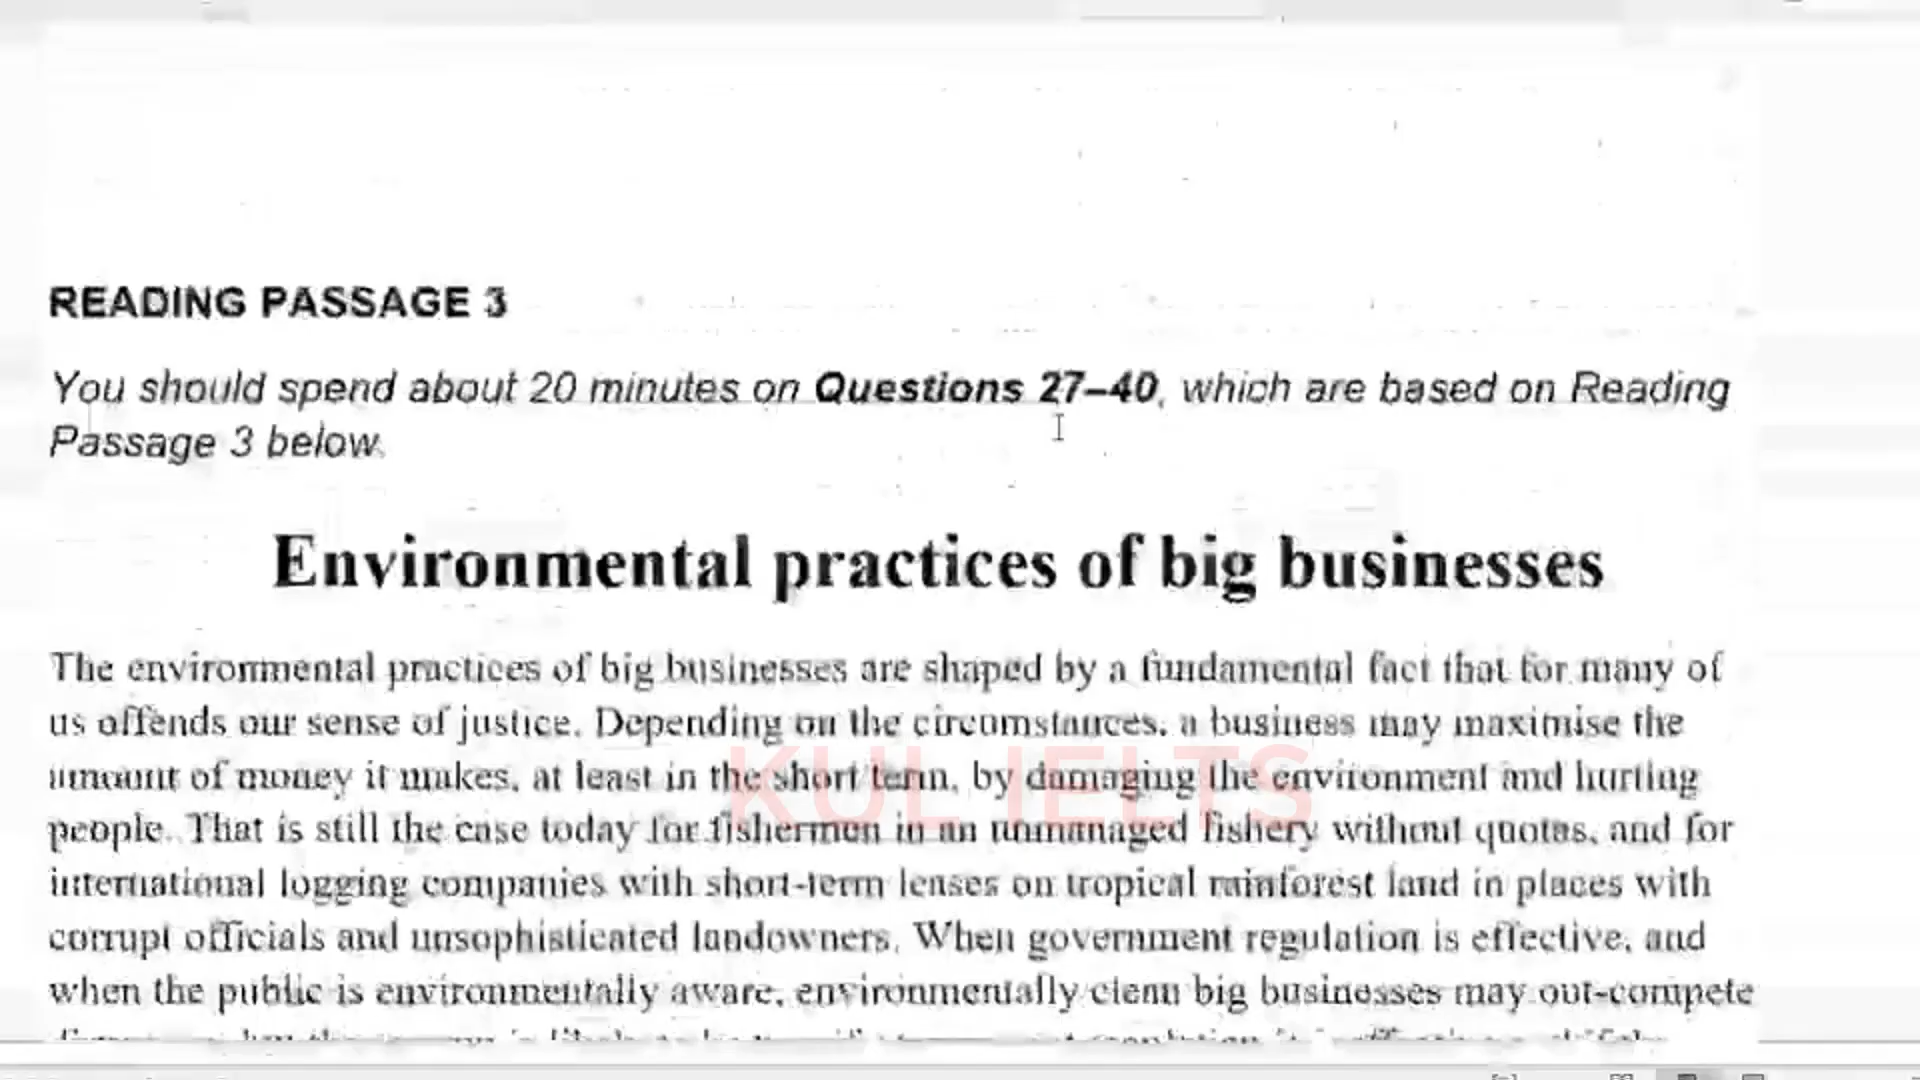 READING PASSAGE 3
You should spend about 20 minutes on Questions 27–40, which are based on Reading
Passage 3 below.
Environmental practices of big businesses
The environmental practices of big businesses are shaped by a fundamental fact that for many of
us offends our sense of justice. Depending on the circumstances, a business may maximise the
amount of money it makes, at least in the short term, by damaging the environment and hurting
people. That is still the case today for fishermen in an unmanaged fishery without quotas, and for
international logging companies with short-term leases on tropical rainforest land in places with
corrupt officials and unsophisticated landowners. When government regulation is effective, and
when the public is environmentally aware, environmentally clean big businesses may out-compete
KUL IELTS